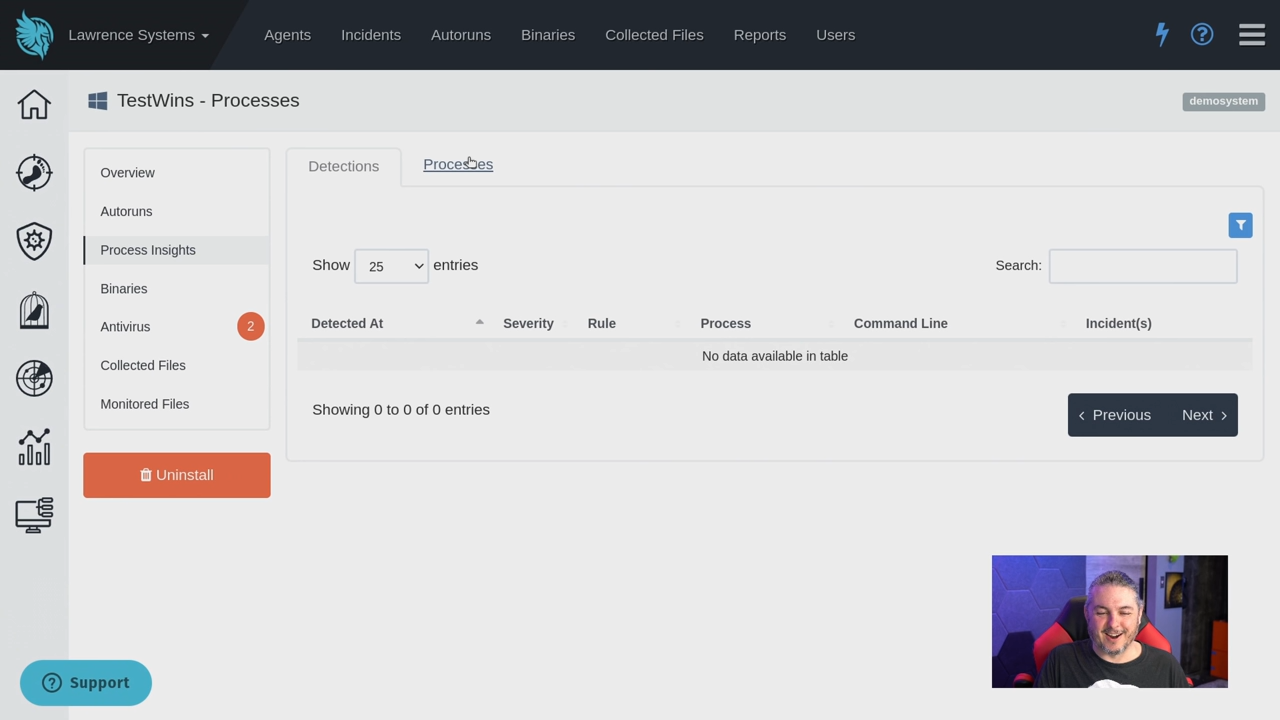 Lawrence Systems
Agents
Incidents
Autoruns
Binaries
Collected Files
Reports
Users
TestWins - Processes
demosystem
Overview
Autoruns
Process Insights
Binaries
Antivirus
2
Collected Files
Monitored Files
Uninstall
Detections
Processes
Show 25 entries
Search:
Detected At
Severity
Rule
Process
Command Line
Incident(s)
No data available in table
Showing 0 to 0 of 0 entries
Previous
Next
Support